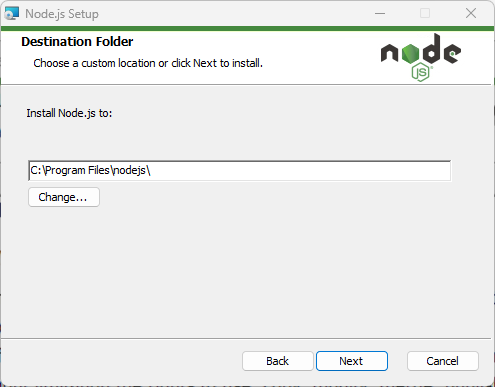 Node.js Setup
Destination Folder
Choose a custom location or click Next to install.
node
JS
Install Node.js to:
C:\Program Files\nodejs\
Change...
Back
Next
Cancel